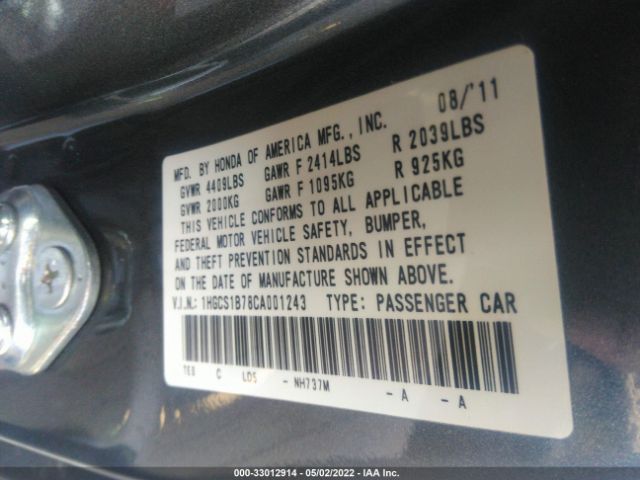 08/'11
MFD. BY HONDA OF AMERICA MFG., INC.
GVWR 4409LBS GAWR F 2414LBS R 2039LBS
GVWR 2000KG GAWR F 1095KG R 925KG
THIS VEHICLE CONFORMS TO ALL APPLICABLE
FEDERAL MOTOR VEHICLE SAFETY, BUMPER,
AND THEFT PREVENTION STANDARDS IN EFFECT
ON THE DATE OF MANUFACTURE SHOWN ABOVE.
V.I.N.: 1HGCS1B78CA001243 TYPE: PASSENGER CAR
TE0 C LDS - NH737M - A - A
000-33012914 - 05/02/2022 - IAA Inc.